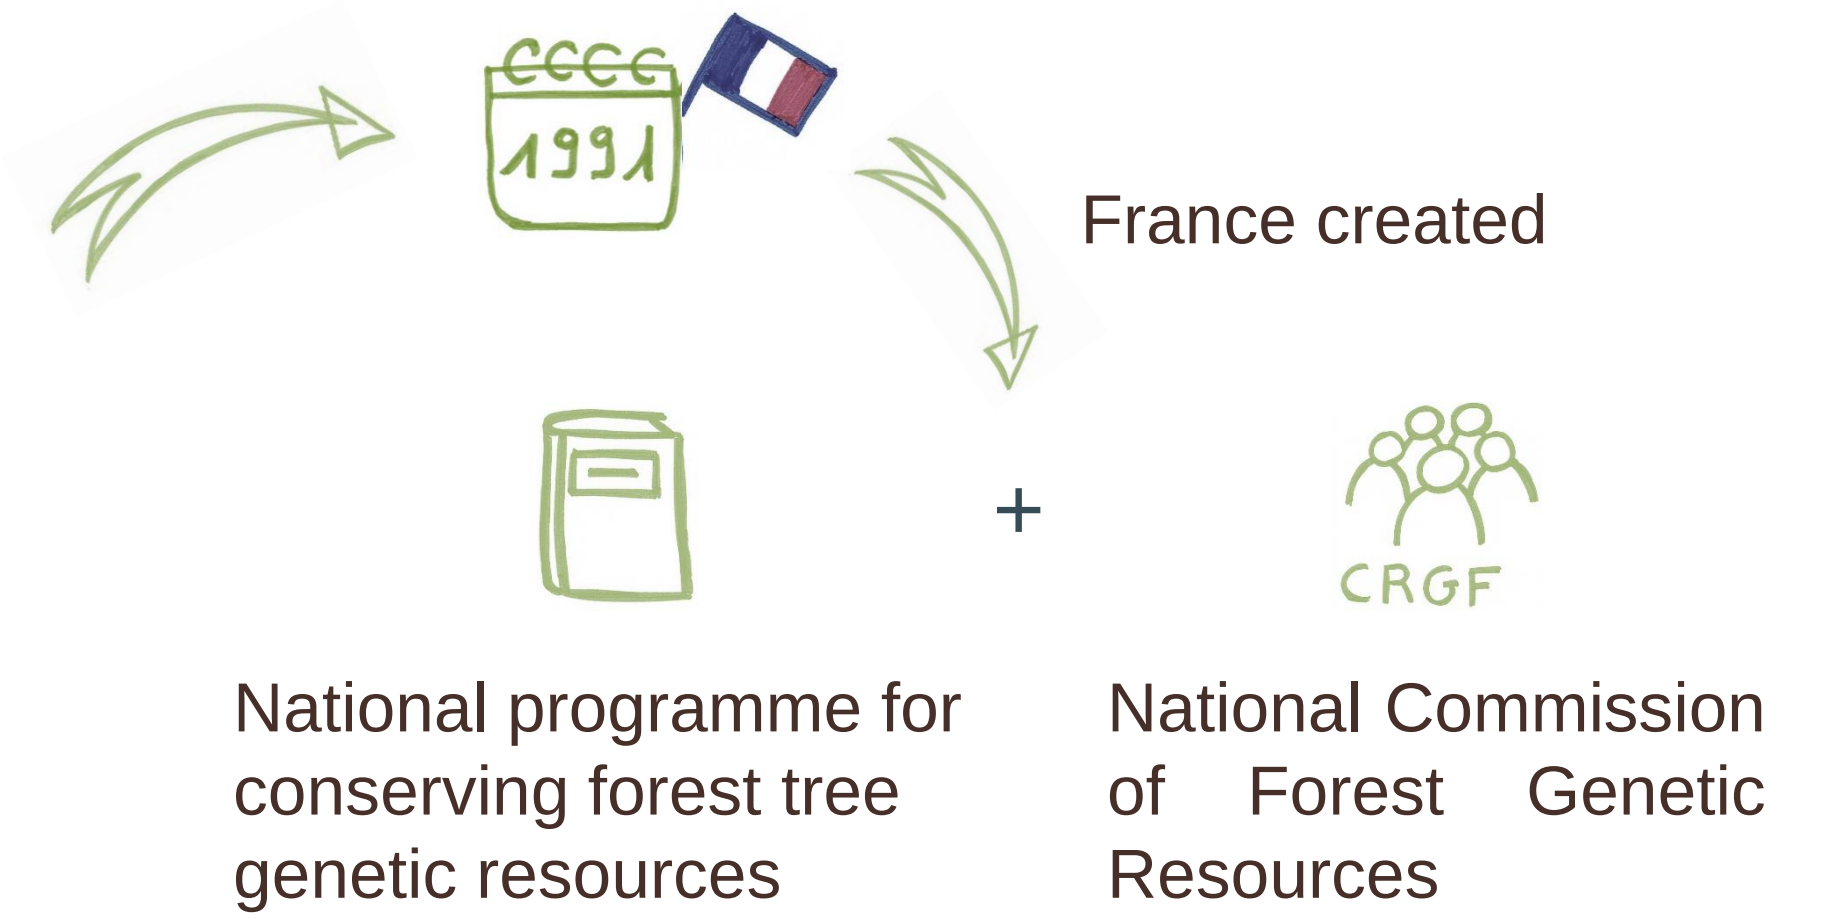 1991
France created
+
CRGF
National programme for
conserving forest tree
genetic resources
National Commission
of Forest Genetic
Resources